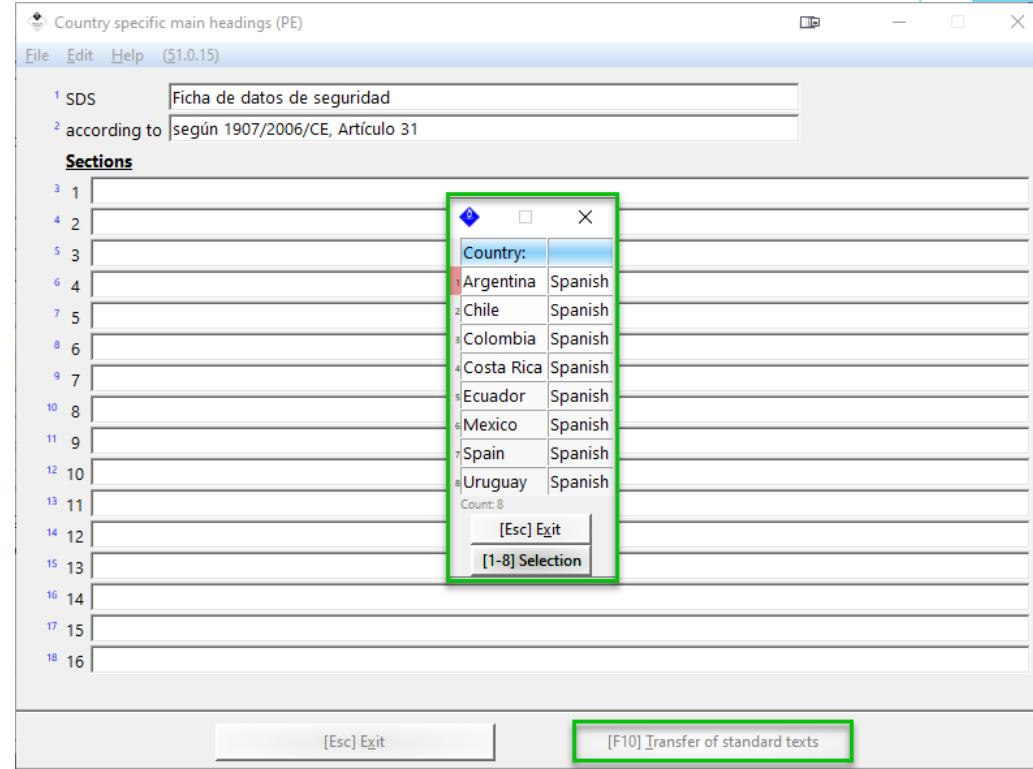 Country specific main headings (PE)
File Edit Help (51.0.15)
1 SDS Ficha de datos de seguridad
2 according to según 1907/2006/CE, Artículo 31
Sections
3 1
4 2
5 3
6 4
7 5
8 6
9 7
10 8
11 9
12 10
13 11
14 12
15 13
16 14
17 15
18 16
Country:
1 Argentina Spanish
2 Chile Spanish
3 Colombia Spanish
4 Costa Rica Spanish
5 Ecuador Spanish
6 Mexico Spanish
7 Spain Spanish
8 Uruguay Spanish
Count: 8
[Esc] Exit
[1-8] Selection
[Esc] Exit [F10] Transfer of standard texts